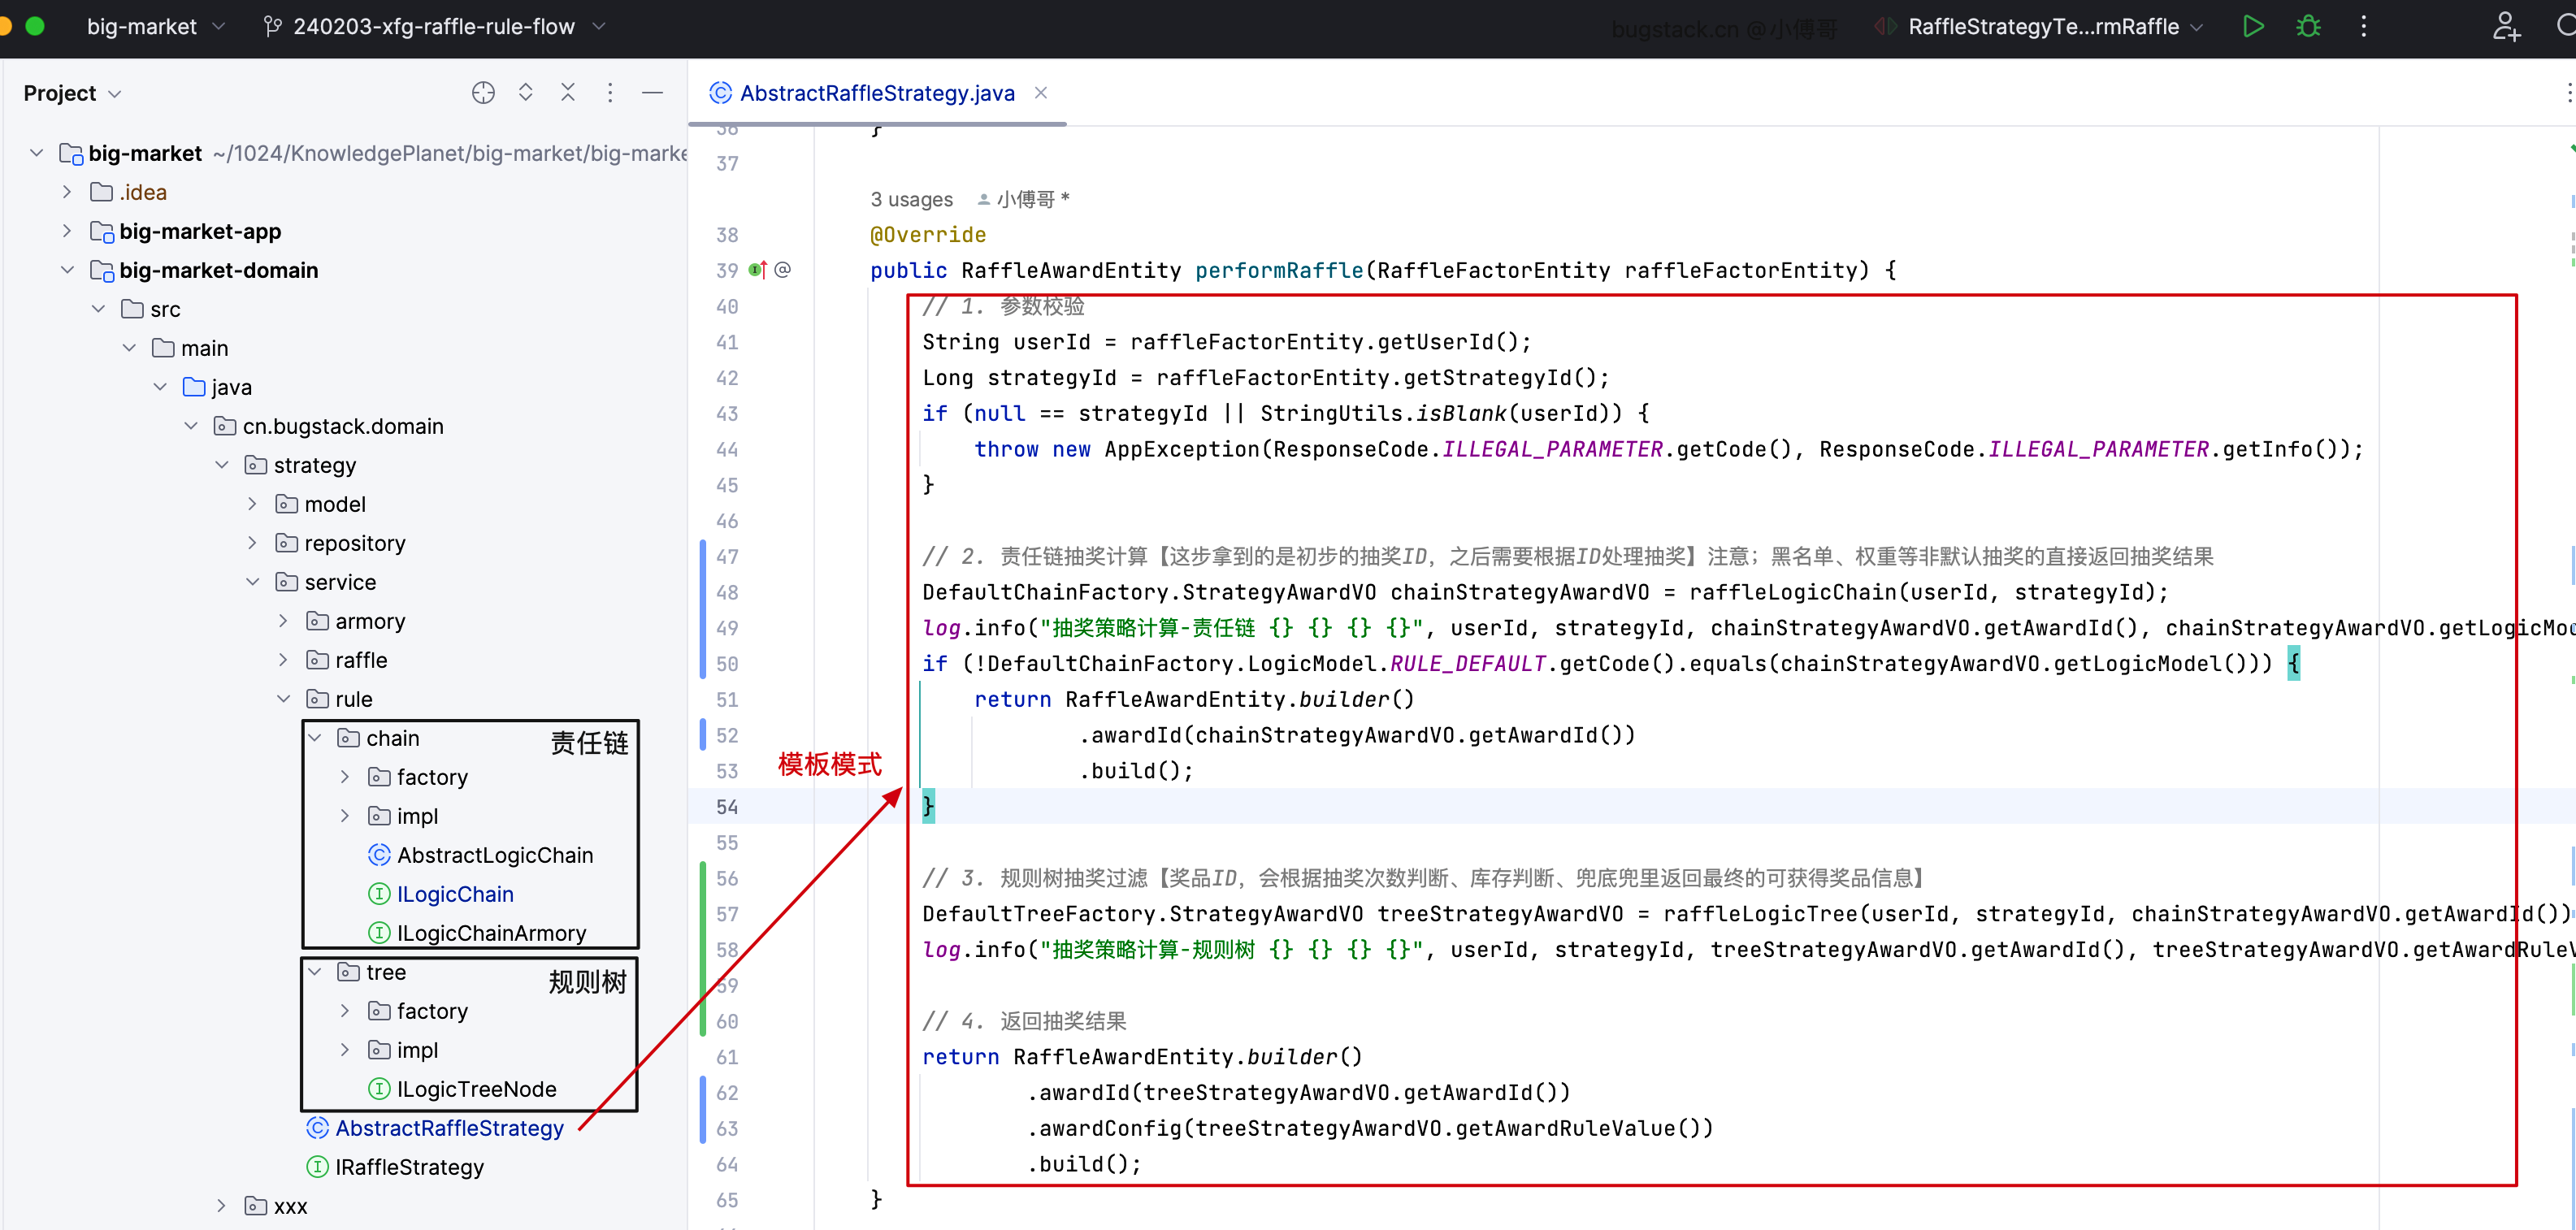 big-market
240203-xfg-raffle-rule-flow
bugstack.cn @小傅哥
RaffleStrategyTe...rmRaffle
Project
big-market ~/1024/KnowledgePlanet/big-market/big-marke
.idea
big-market-app
big-market-domain
src
main
java
cn.bugstack.domain
strategy
model
repository
service
armory
raffle
rule
chain
责任链
factory
impl
AbstractLogicChain
ILogicChain
ILogicChainArmory
tree
规则树
factory
impl
ILogicTreeNode
AbstractRaffleStrategy
IRaffleStrategy
xxx
模板模式
AbstractRaffleStrategy.java
36 }
37
3 usages 小傅哥 *
38 @Override
39 public RaffleAwardEntity performRaffle(RaffleFactorEntity raffleFactorEntity) {
40 // 1. 参数校验
41 String userId = raffleFactorEntity.getUserId();
42 Long strategyId = raffleFactorEntity.getStrategyId();
43 if (null == strategyId || StringUtils.isBlank(userId)) {
44 throw new AppException(ResponseCode.ILLEGAL_PARAMETER.getCode(), ResponseCode.ILLEGAL_PARAMETER.getInfo());
45 }
46
47 // 2. 责任链抽奖计算【这步拿到的是初步的抽奖ID，之后需要根据ID处理抽奖】注意；黑名单、权重等非默认抽奖的直接返回抽奖结果
48 DefaultChainFactory.StrategyAwardVO chainStrategyAwardVO = raffleLogicChain(userId, strategyId);
49 log.info("抽奖策略计算-责任链 {} {} {} {}", userId, strategyId, chainStrategyAwardVO.getAwardId(), chainStrategyAwardVO.getLogicMo
50 if (!DefaultChainFactory.LogicModel.RULE_DEFAULT.getCode().equals(chainStrategyAwardVO.getLogicModel())) {
51 return RaffleAwardEntity.builder()
52 .awardId(chainStrategyAwardVO.getAwardId())
53 .build();
54 }
55
56 // 3. 规则树抽奖过滤【奖品ID，会根据抽奖次数判断、库存判断、兜底兜里返回最终的可获得奖品信息】
57 DefaultTreeFactory.StrategyAwardVO treeStrategyAwardVO = raffleLogicTree(userId, strategyId, chainStrategyAwardVO.getAwardId())
58 log.info("抽奖策略计算-规则树 {} {} {} {}", userId, strategyId, treeStrategyAwardVO.getAwardId(), treeStrategyAwardVO.getAwardRuleV
59
60 // 4. 返回抽奖结果
61 return RaffleAwardEntity.builder()
62 .awardId(treeStrategyAwardVO.getAwardId())
63 .awardConfig(treeStrategyAwardVO.getAwardRuleValue())
64 .build();
65 }